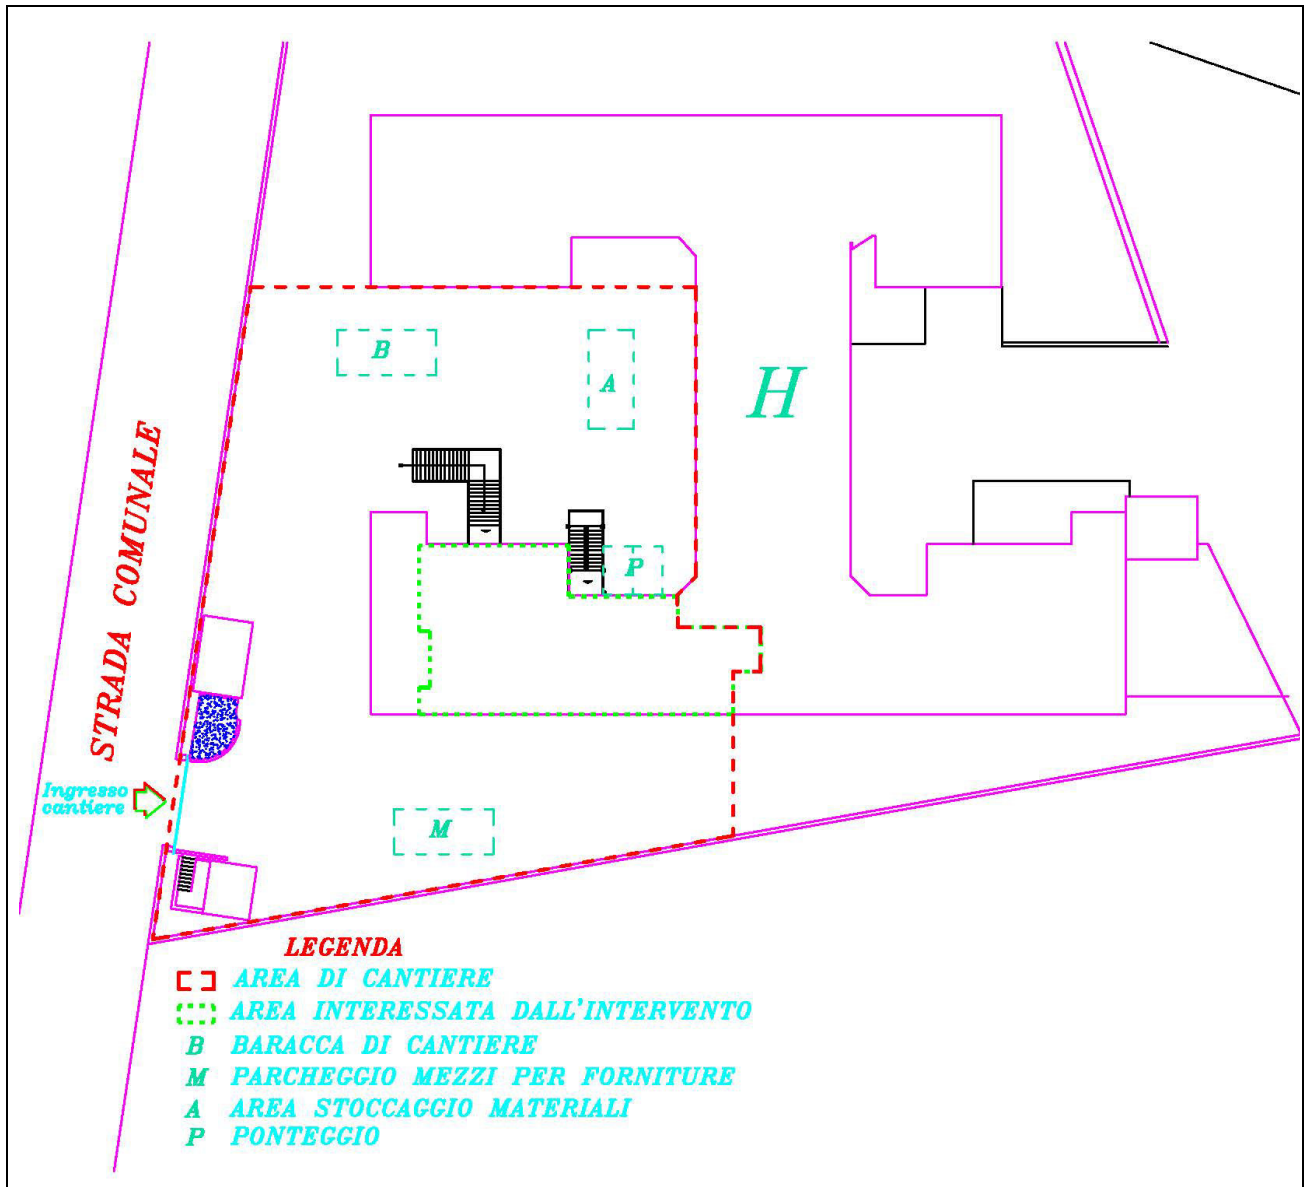 B
A
H
STRADA COMUNALE
P
Ingresso
cantiere
M
LEGENDA
AREA DI CANTIERE
AREA INTERESSATA DALL'INTERVENTO
B BARACCA DI CANTIERE
M PARCHEGGIO MEZZI PER FORNITURE
A AREA STOCCAGGIO MATERIALI
P PONTEGGIO